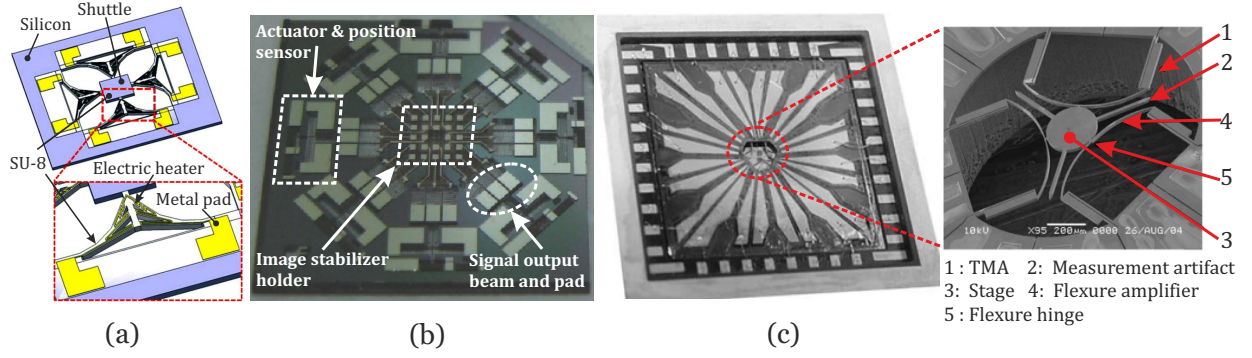 Silicon
Shuttle
SU-8
Electric heater
Metal pad
(a)
Actuator & position
sensor
Image stabilizer
holder
Signal output
beam and pad
(b)
(c)
1
2
4
5
3
10kV X95 200μm 0000 26/AUG/04
1 : TMA 2: Measurement artifact
3: Stage 4: Flexure amplifier
5 : Flexure hinge